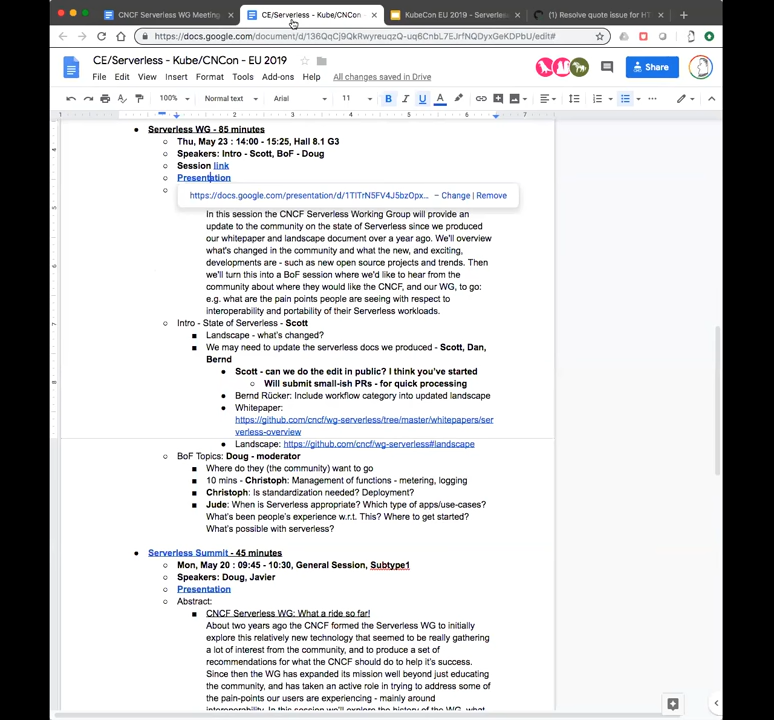 CNCF Serverless WG Meeting
CE/Serverless - Kube/CNCon -
KubeCon EU 2019 - Serverless
(1) Resolve quote issue for HT
https://docs.google.com/document/d/136QqCj9QkRwyreuqzQ-uq6CnbL7EJrfNQDyxGeKDPbU/edit#
CE/Serverless - Kube/CNCon - EU 2019
File Edit View Insert Format Tools Add-ons Help All changes saved in Drive
Share
100% Normal text Arial 11 B I U A
Serverless WG - 85 minutes
Thu, May 23 : 14:00 - 15:25, Hall 8.1 G3
Speakers: Intro - Scott, BoF - Doug
Session link
Presentation
https://docs.google.com/presentation/d/1TlTrN5FV4J5bzOpx... – Change | Remove
In this session the CNCF Serverless Working Group will provide an
update to the community on the state of Serverless since we produced
our whitepaper and landscape document over a year ago. We'll overview
what's changed in the community and what the new, and exciting,
developments are - such as new open source projects and trends. Then
we'll turn this into a BoF session where we'd like to hear from the
community about where they would like the CNCF, and our WG, to go:
e.g. what are the pain points people are seeing with respect to
interoperability and portability of their Serverless workloads.
Intro - State of Serverless - Scott
Landscape - what's changed?
We may need to update the serverless docs we produced - Scott, Dan,
Bernd
Scott - can we do the edit in public? I think you've started
Will submit small-ish PRs - for quick processing
Bernd Rücker: Include workflow category into updated landscape
Whitepaper:
https://github.com/cncf/wg-serverless/tree/master/whitepapers/ser
verless-overview
Landscape: https://github.com/cncf/wg-serverless#landscape
BoF Topics: Doug - moderator
Where do they (the community) want to go
10 mins - Christoph: Management of functions - metering, logging
Christoph: Is standardization needed? Deployment?
Jude: When is Serverless appropriate? Which type of apps/use-cases?
What's been people's experience w.r.t. This? Where to get started?
What's possible with serverless?
Serverless Summit - 45 minutes
Mon, May 20 : 09:45 - 10:30, General Session, Subtype1
Speakers: Doug, Javier
Presentation
Abstract:
CNCF Serverless WG: What a ride so far!
About two years ago the CNCF formed the Serverless WG to initially
explore this relatively new technology that seemed to be really gathering
a lot of interest from the community, and to produce a set of
recommendations for what the CNCF should do to help it's success.
Since then the WG has expanded its mission well beyond just educating
the community, and has taken an active role in trying to address some of
the pain-points our users are experiencing - mainly around
interoperability. In this session we'll explore the history of the WG, what